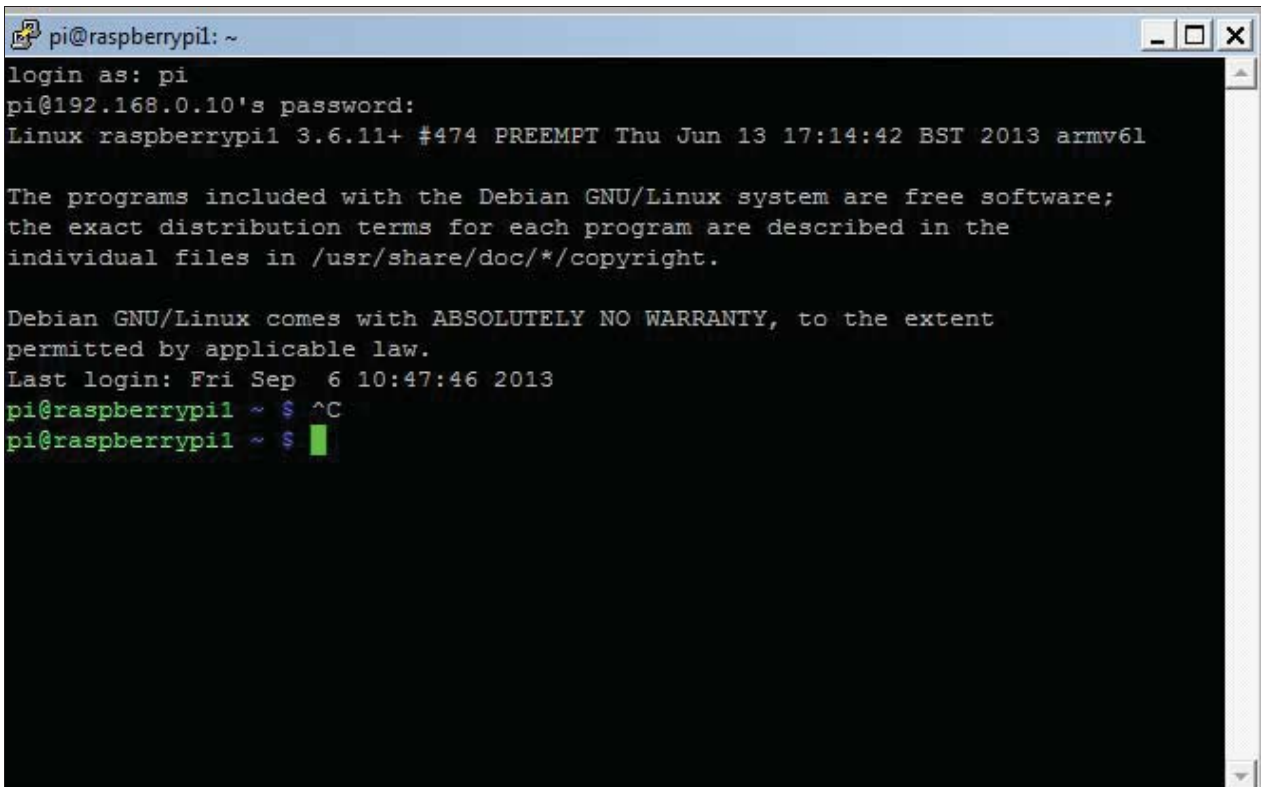 pi@raspberrypi1: ~
login as: pi
pi@192.168.0.10's password:
Linux raspberrypi1 3.6.11+ #474 PREEMPT Thu Jun 13 17:14:42 BST 2013 armv6l
The programs included with the Debian GNU/Linux system are free software;
the exact distribution terms for each program are described in the
individual files in /usr/share/doc/*/copyright.
Debian GNU/Linux comes with ABSOLUTELY NO WARRANTY, to the extent
permitted by applicable law.
Last login: Fri Sep  6 10:47:46 2013
pi@raspberrypi1 ~ $ ^C
pi@raspberrypi1 ~ $